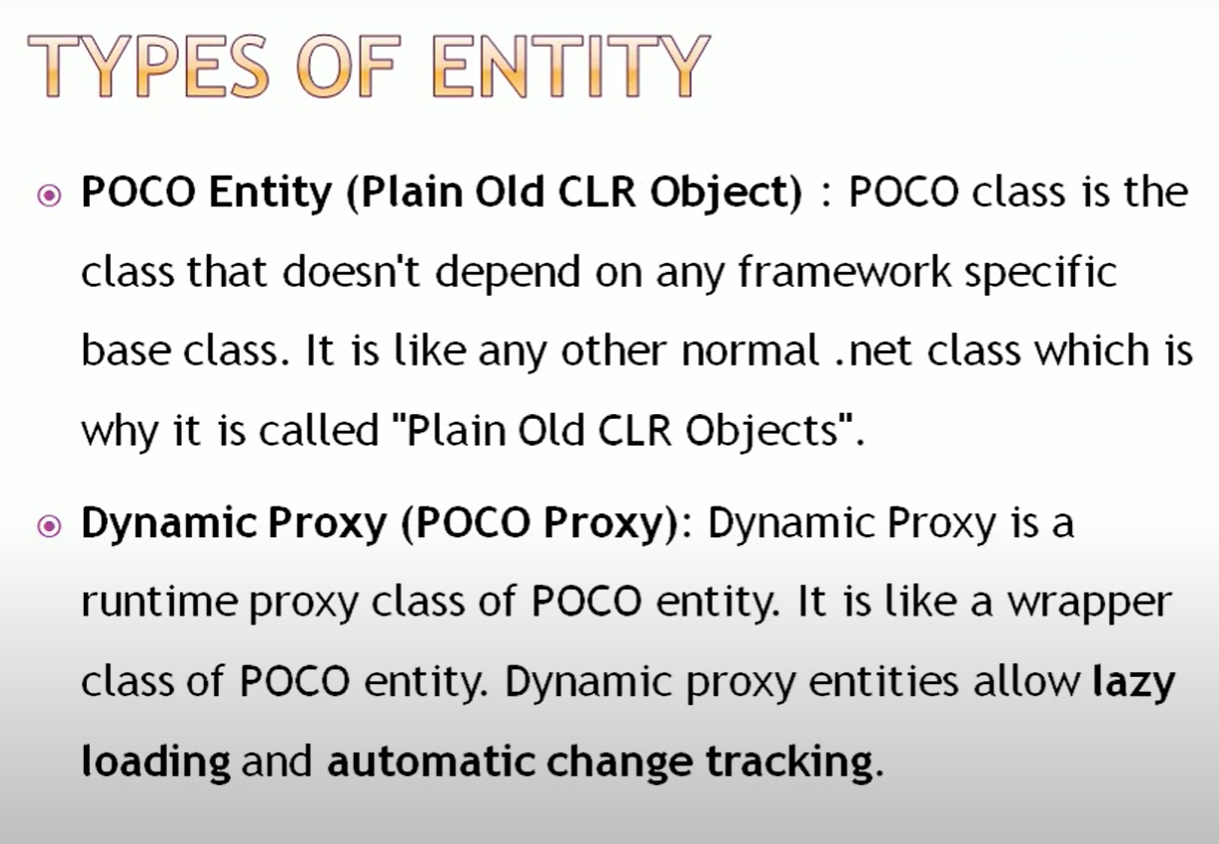 TYPES OF ENTITY
POCO Entity (Plain Old CLR Object) : POCO class is the
class that doesn't depend on any framework specific
base class. It is like any other normal .net class which is
why it is called "Plain Old CLR Objects".
Dynamic Proxy (POCO Proxy): Dynamic Proxy is a
runtime proxy class of POCO entity. It is like a wrapper
class of POCO entity. Dynamic proxy entities allow lazy
loading and automatic change tracking.